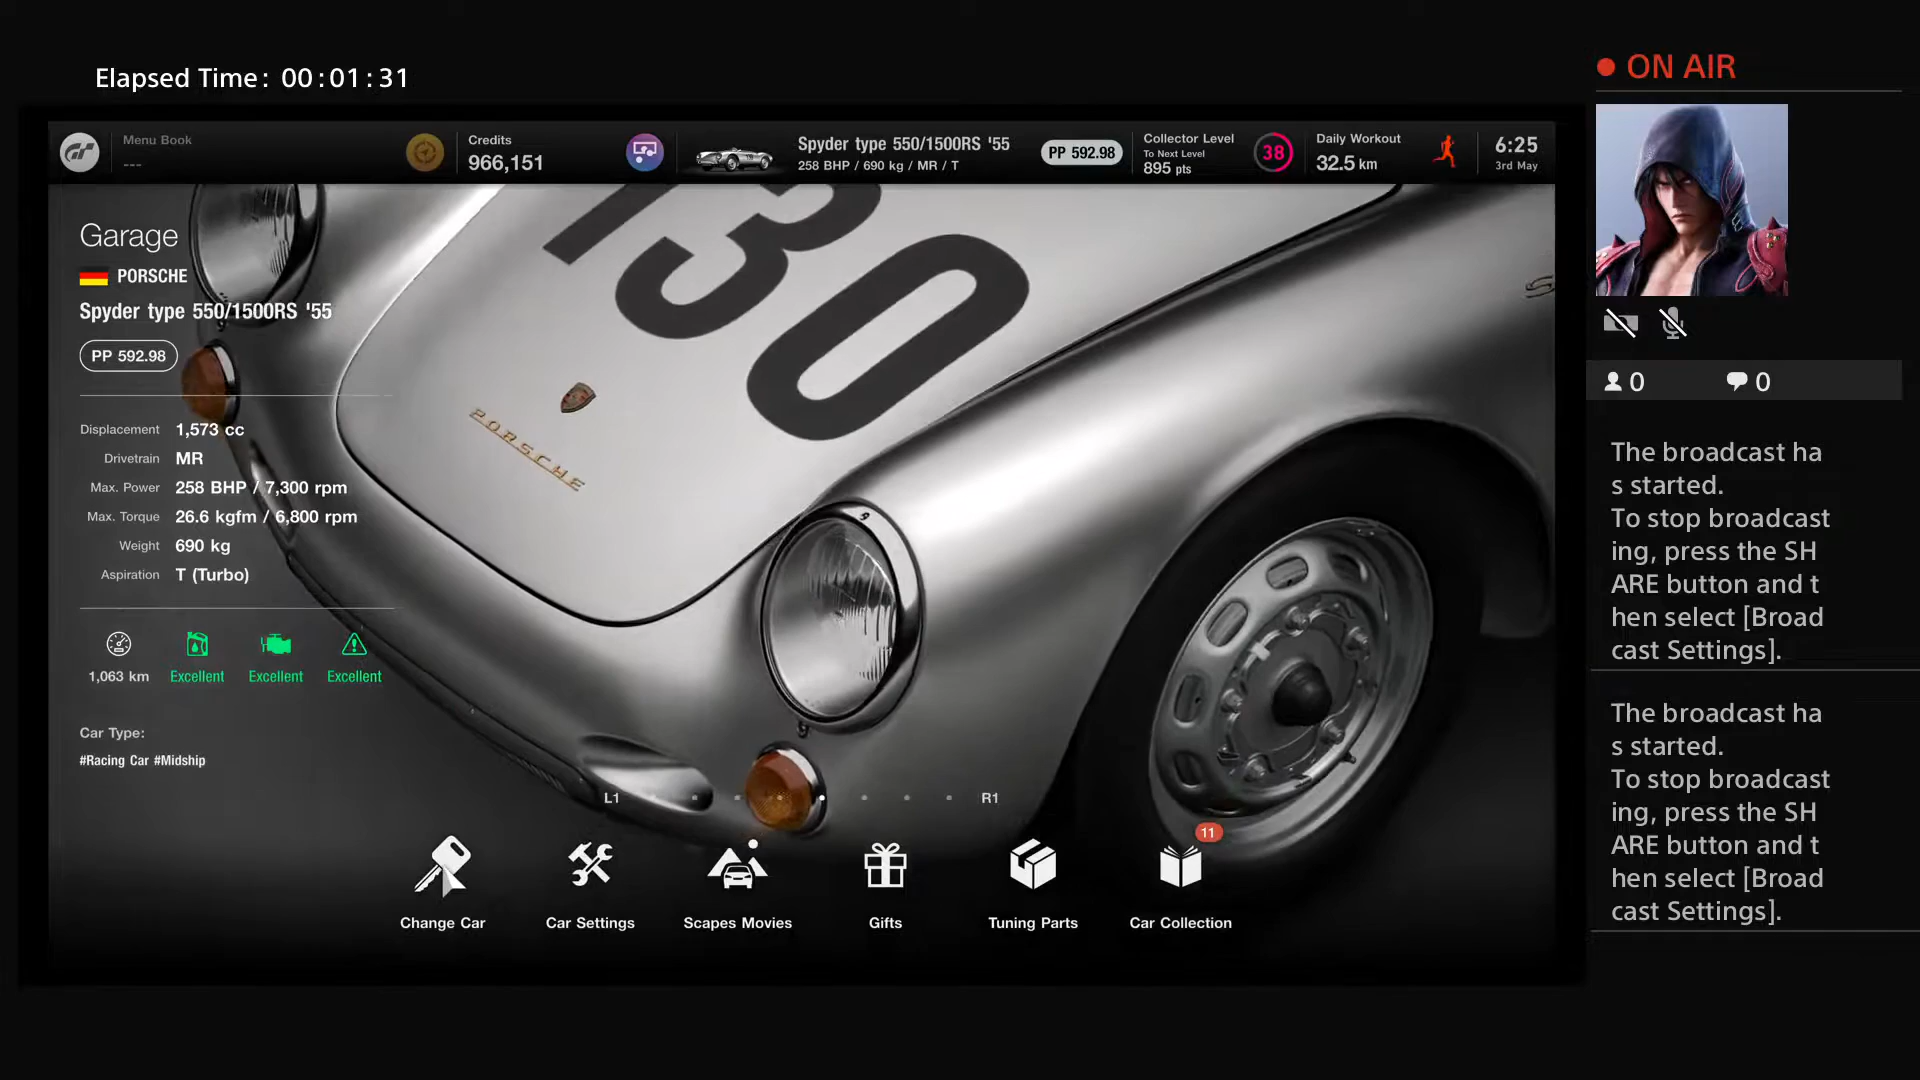 Elapsed Time: 00:01:31
ON AIR
Menu Book
---
Credits
966,151
Spyder type 550/1500RS '55
258 BHP / 690 kg / MR / T
PP 592.98
Collector Level
To Next Level
895 pts
38
Daily Workout
32.5 km
6:25
3rd May
Garage
PORSCHE
Spyder type 550/1500RS '55
PP 592.98
Displacement 1,573 cc
Drivetrain MR
Max. Power 258 BHP / 7,300 rpm
Max. Torque 26.6 kgfm / 6,800 rpm
Weight 690 kg
Aspiration T (Turbo)
1,063 km
Excellent
Excellent
Excellent
Car Type:
#Racing Car #Midship
130
PORSCHE
L1
R1
11
Change Car
Car Settings
Scapes Movies
Gifts
Tuning Parts
Car Collection
0
0
The broadcast ha
s started.
To stop broadcast
ing, press the SH
ARE button and t
hen select [Broad
cast Settings].
The broadcast ha
s started.
To stop broadcast
ing, press the SH
ARE button and t
hen select [Broad
cast Settings].